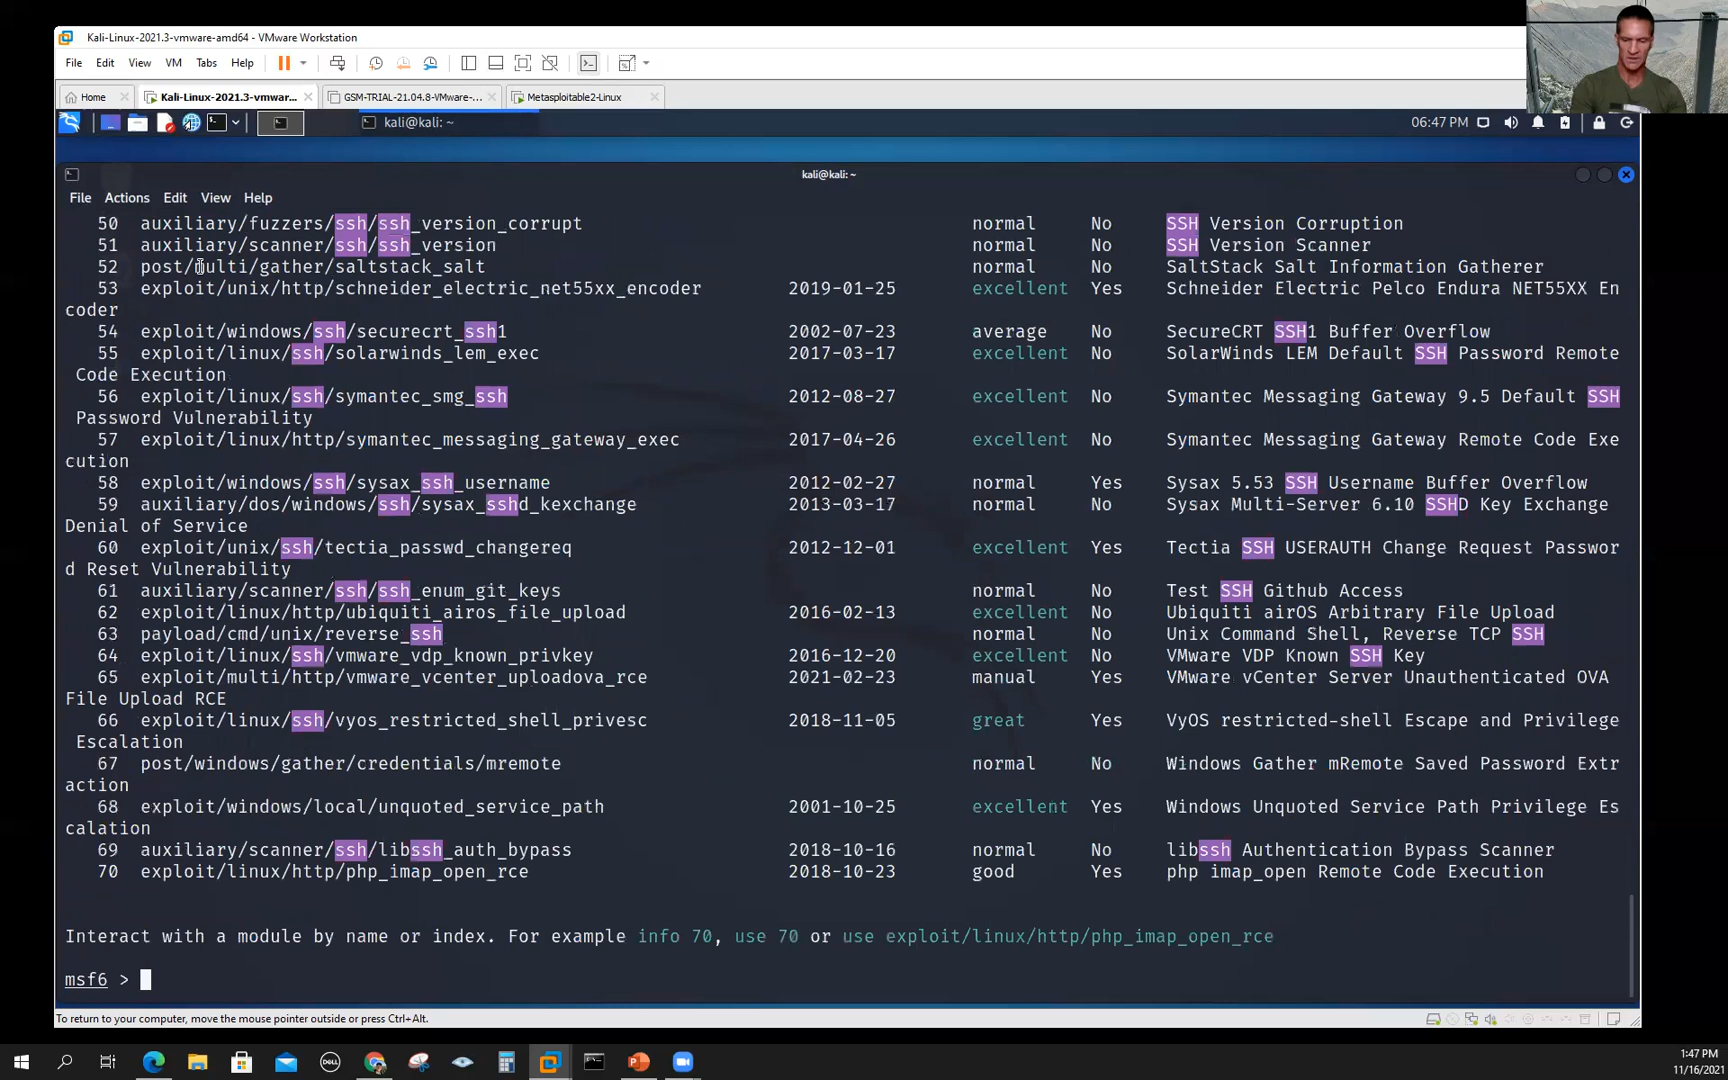 Kali-Linux-2021.3-vmware-amd64 - VMware Workstation
File Edit View VM Tabs Help
Home Kali-Linux-2021.3-vmwar... GSM-TRIAL-21.04.8-VMware-... Metasploitable2-Linux
kali@kali: ~ 06:47 PM
kali@kali: ~
File Actions Edit View Help
50 auxiliary/fuzzers/ssh/ssh_version_corrupt normal No SSH Version Corruption
51 auxiliary/scanner/ssh/ssh_version normal No SSH Version Scanner
52 post/multi/gather/saltstack_salt normal No SaltStack Salt Information Gatherer
53 exploit/unix/http/schneider_electric_net55xx_encoder 2019-01-25 excellent Yes Schneider Electric Pelco Endura NET55XX En
coder
54 exploit/windows/ssh/securecrt_ssh1 2002-07-23 average No SecureCRT SSH1 Buffer Overflow
55 exploit/linux/ssh/solarwinds_lem_exec 2017-03-17 excellent No SolarWinds LEM Default SSH Password Remote
Code Execution
56 exploit/linux/ssh/symantec_smg_ssh 2012-08-27 excellent No Symantec Messaging Gateway 9.5 Default SSH
Password Vulnerability
57 exploit/linux/http/symantec_messaging_gateway_exec 2017-04-26 excellent No Symantec Messaging Gateway Remote Code Exe
cution
58 exploit/windows/ssh/sysax_ssh_username 2012-02-27 normal Yes Sysax 5.53 SSH Username Buffer Overflow
59 auxiliary/dos/windows/ssh/sysax_sshd_kexchange 2013-03-17 normal No Sysax Multi-Server 6.10 SSHD Key Exchange
Denial of Service
60 exploit/unix/ssh/tectia_passwd_changereq 2012-12-01 excellent Yes Tectia SSH USERAUTH Change Request Passwor
d Reset Vulnerability
61 auxiliary/scanner/ssh/ssh_enum_git_keys normal No Test SSH Github Access
62 exploit/linux/http/ubiquiti_airos_file_upload 2016-02-13 excellent No Ubiquiti airOS Arbitrary File Upload
63 payload/cmd/unix/reverse_ssh normal No Unix Command Shell, Reverse TCP SSH
64 exploit/linux/ssh/vmware_vdp_known_privkey 2016-12-20 excellent No VMware VDP Known SSH Key
65 exploit/multi/http/vmware_vcenter_uploadova_rce 2021-02-23 manual Yes VMware vCenter Server Unauthenticated OVA
File Upload RCE
66 exploit/linux/ssh/vyos_restricted_shell_privesc 2018-11-05 great Yes VyOS restricted-shell Escape and Privilege
Escalation
67 post/windows/gather/credentials/mremote normal No Windows Gather mRemote Saved Password Extr
action
68 exploit/windows/local/unquoted_service_path 2001-10-25 excellent Yes Windows Unquoted Service Path Privilege Es
calation
69 auxiliary/scanner/ssh/libssh_auth_bypass 2018-10-16 normal No libssh Authentication Bypass Scanner
70 exploit/linux/http/php_imap_open_rce 2018-10-23 good Yes php imap_open Remote Code Execution
Interact with a module by name or index. For example info 70, use 70 or use exploit/linux/http/php_imap_open_rce
msf6 >
To return to your computer, move the mouse pointer outside or press Ctrl+Alt.
DELL
1:47 PM
11/16/2021